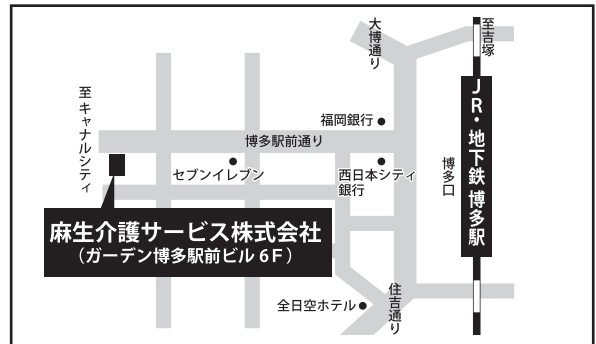 大博通り
至吉塚
至キャナルシティ
福岡銀行
博多駅前通り
セブンイレブン
西日本シティ
銀行
博多口
JR・地下鉄 博多駅
麻生介護サービス株式会社
(ガーデン博多駅前ビル 6F)
全日空ホテル
住吉通り